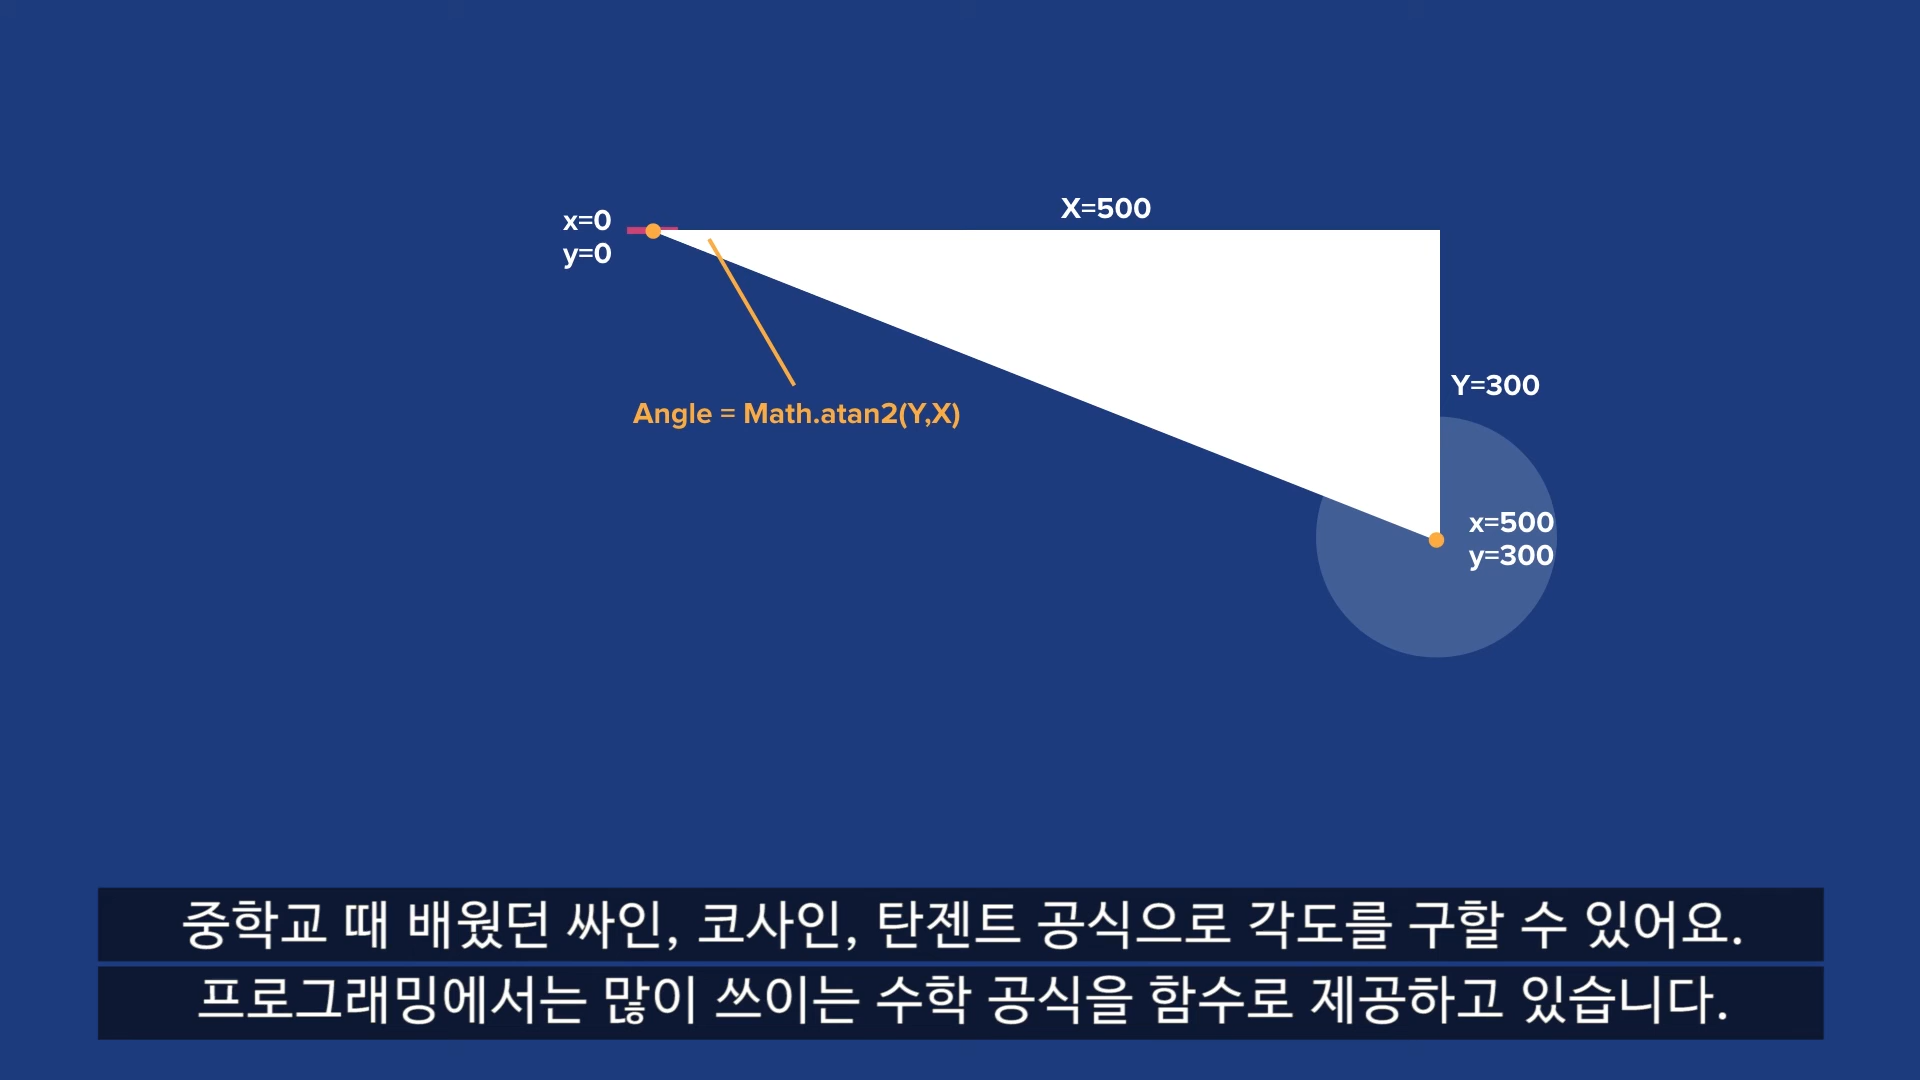 X=500
x=0
y=0
Y=300
Angle = Math.atan2(Y,X)
x=500
y=300
중학교 때 배웠던 싸인, 코사인, 탄젠트 공식으로 각도를 구할 수 있어요.
프로그래밍에서는 많이 쓰이는 수학 공식을 함수로 제공하고 있습니다.